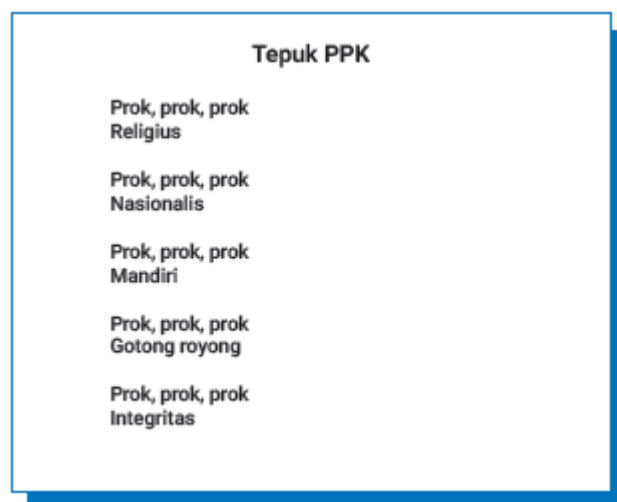 Tepuk PPK
Prok, prok, prok
Religius
Prok, prok, prok
Nasionalis
Prok, prok, prok
Mandiri
Prok, prok, prok
Gotong royong
Prok, prok, prok
Integritas